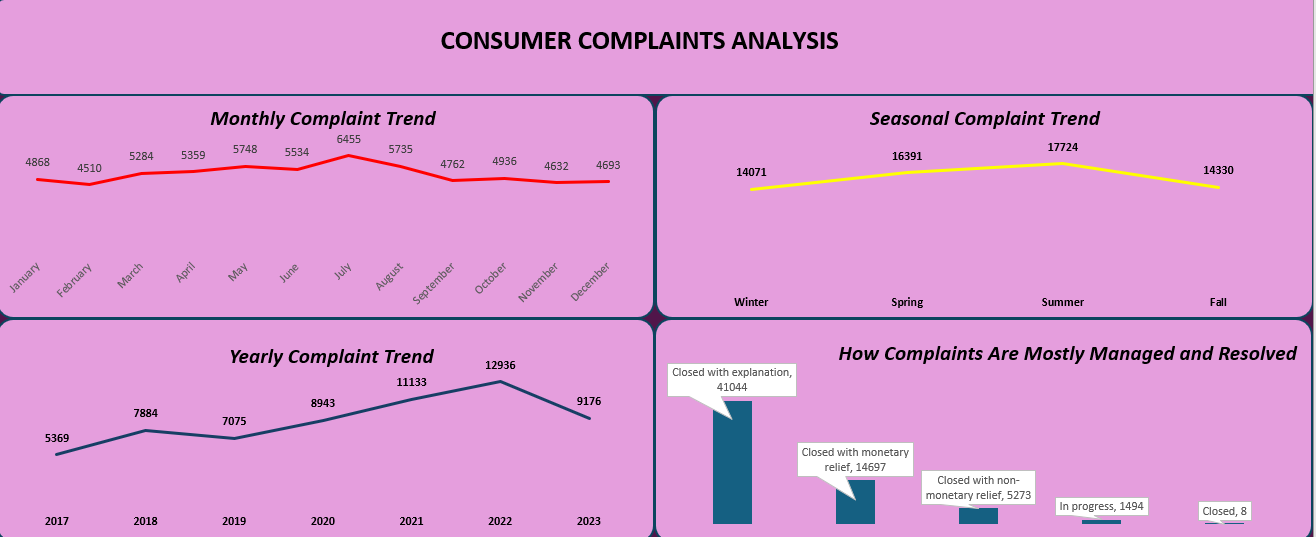 CONSUMER COMPLAINTS ANALYSIS
Monthly Complaint Trend
4868 4510 5284 5359 5748 5534 6455 5735 4762 4936 4632 4693
January February March April May June July August September October November December
Seasonal Complaint Trend
14071 16391 17724 14330
Winter Spring Summer Fall
Yearly Complaint Trend
5369 7884 7075 8943 11133 12936 9176
2017 2018 2019 2020 2021 2022 2023
How Complaints Are Mostly Managed and Resolved
Closed with explanation,
41044
Closed with monetary
relief, 14697
Closed with non-
monetary relief, 5273
In progress, 1494
Closed, 8